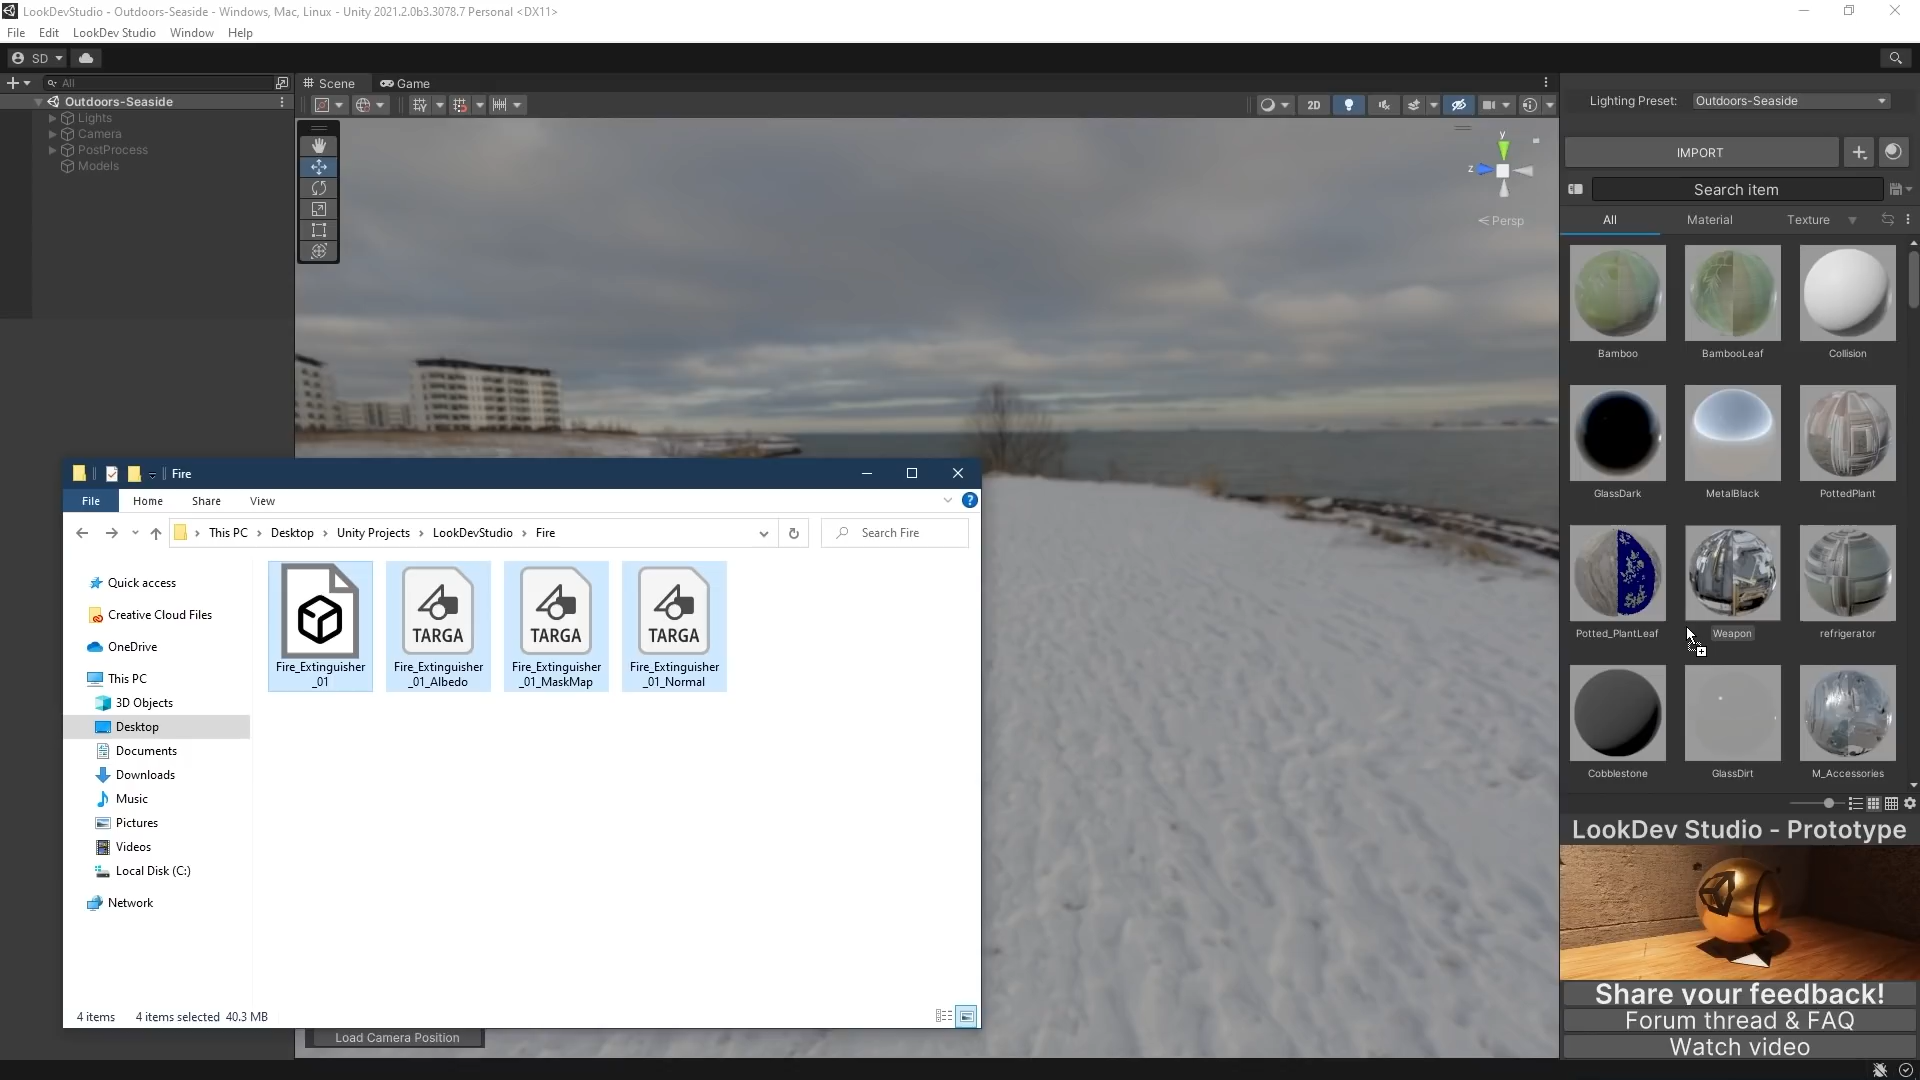 LookDevStudio - Outdoors-Seaside - Windows, Mac, Linux - Unity 2021.2.0b3.3078.7 Personal <DX11>
File Edit LookDev Studio Window Help
SD
All
Scene Game
Outdoors-Seaside
Lights
Camera
PostProcess
Models
2D
y
z
Persp
Lighting Preset: Outdoors-Seaside
IMPORT
Search item
All Material Texture
Bamboo BambooLeaf Collision
GlassDark MetalBlack PottedPlant
Potted_PlantLeaf Weapon refrigerator
Cobblestone GlassDirt M_Accessories
LookDev Studio - Prototype
Share your feedback!
Forum thread & FAQ
Watch video
Fire
File Home Share View
This PC Desktop Unity Projects LookDevStudio Fire
Search Fire
Quick access
Creative Cloud Files
OneDrive
This PC
3D Objects
Desktop
Documents
Downloads
Music
Pictures
Videos
Local Disk (C:)
Network
TARGA TARGA TARGA
Fire_Extinguisher Fire_Extinguisher Fire_Extinguisher Fire_Extinguisher
_01 _01_Albedo _01_MaskMap _01_Normal
4 items 4 items selected 40.3 MB
Load Camera Position